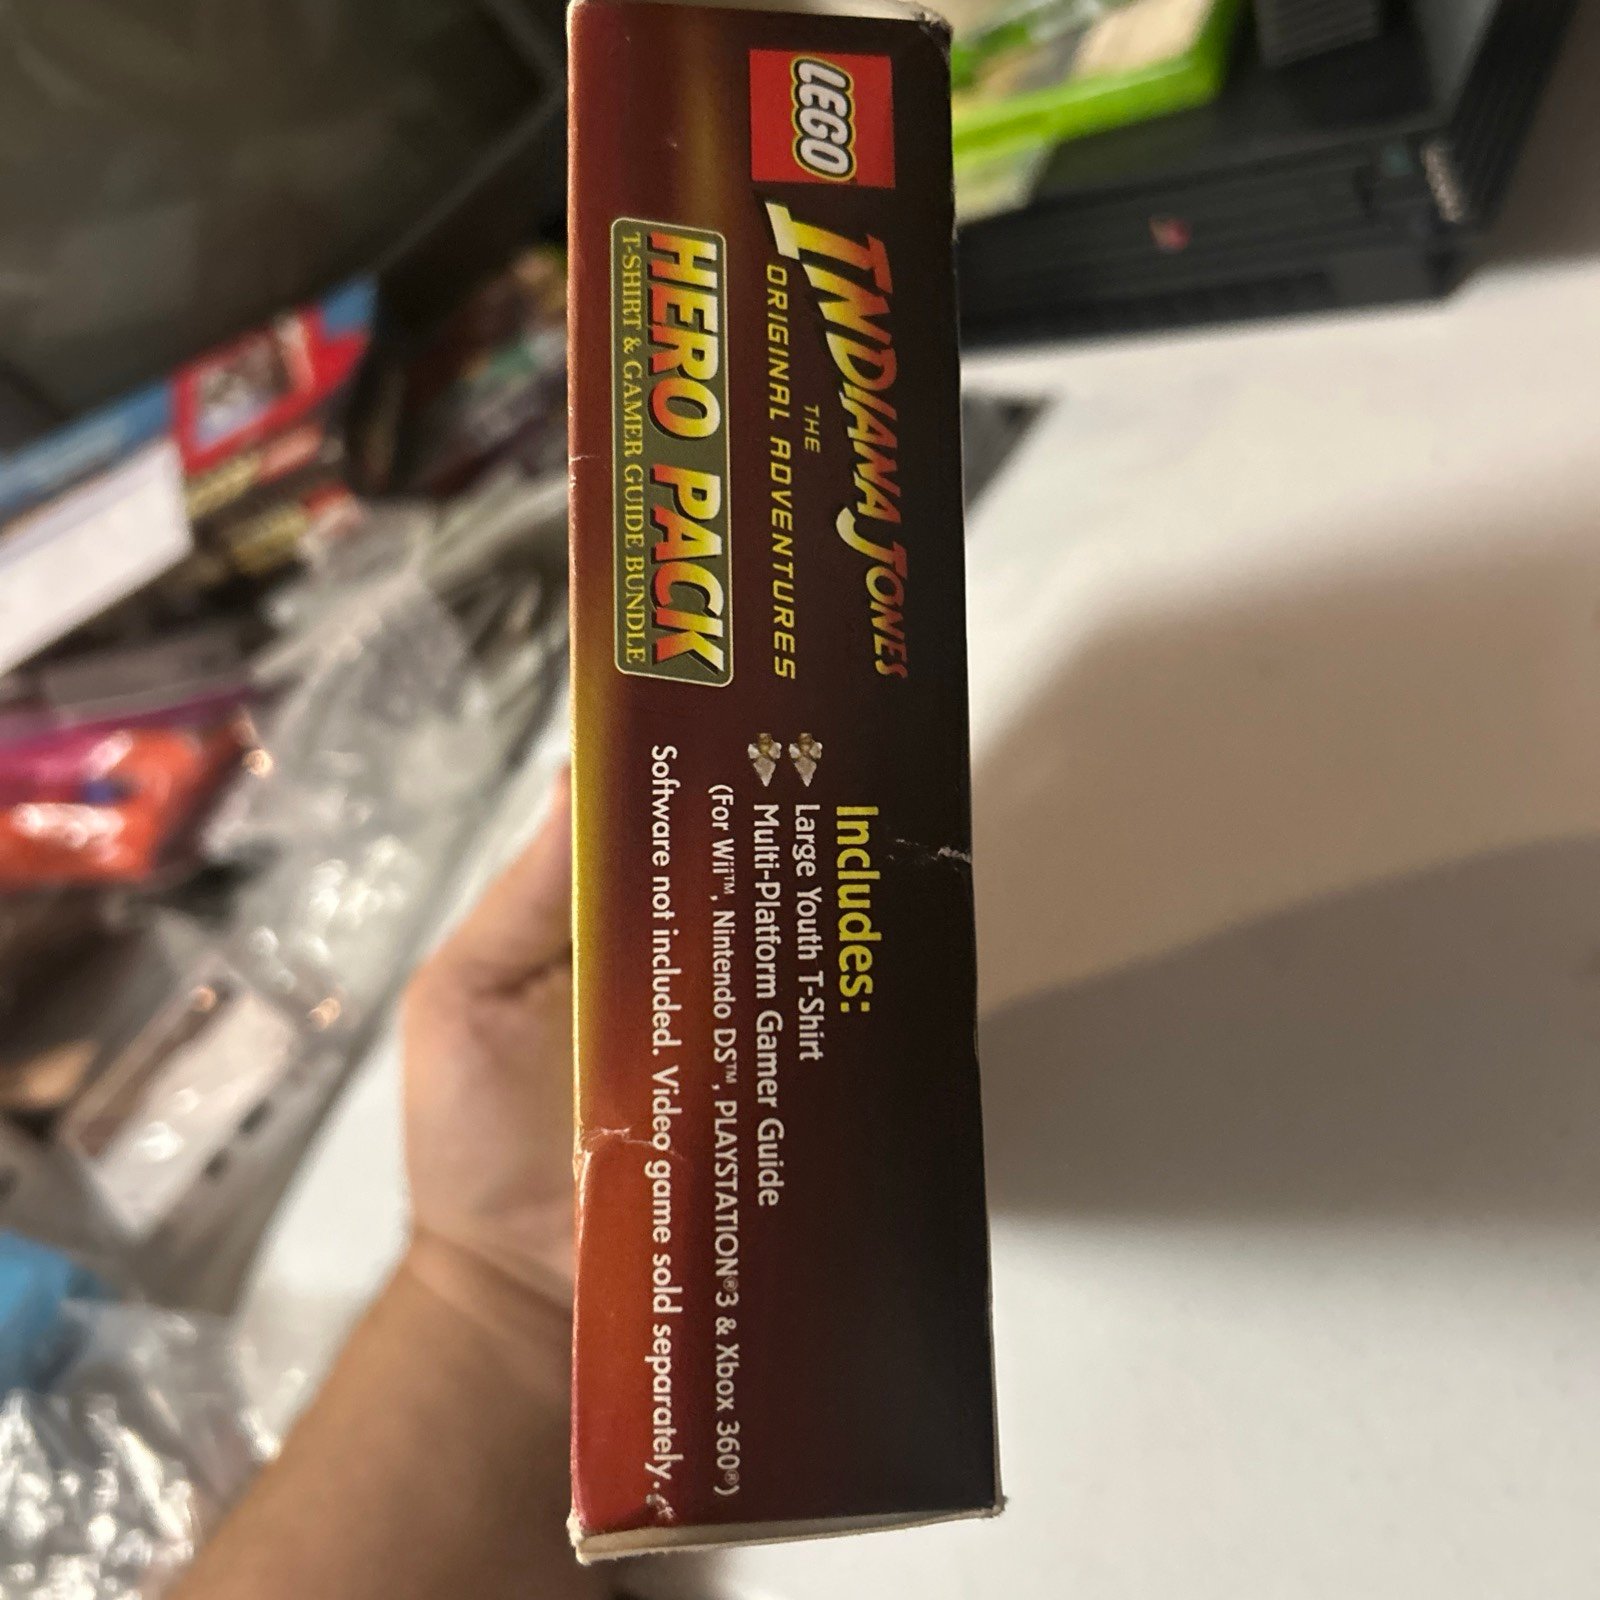 LEGO
INDIANA JONES
THE
ORIGINAL ADVENTURES
HERO PACK
T-SHIRT & GAMER GUIDE BUNDLE
Includes:
Large Youth T-Shirt
Multi-Platform Gamer Guide
(For Wii™, Nintendo DS™, PLAYSTATION®3 & Xbox 360®)
Software not included. Video game sold separately.